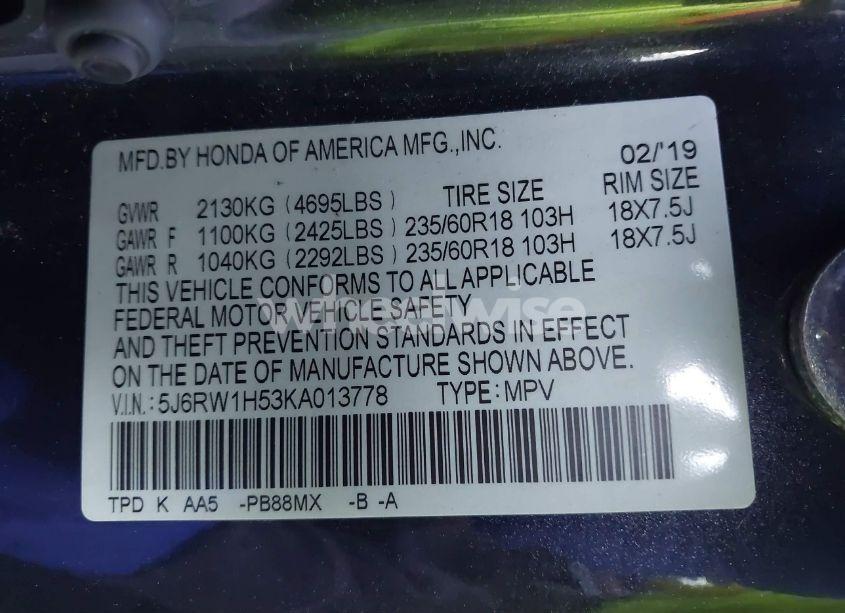 MFD.BY HONDA OF AMERICA MFG.,INC. 02/'19
GVWR 2130KG (4695LBS) TIRE SIZE RIM SIZE
GAWR F 1100KG (2425LBS) 235/60R18 103H 18X7.5J
GAWR R 1040KG (2292LBS) 235/60R18 103H 18X7.5J
THIS VEHICLE CONFORMS TO ALL APPLICABLE
FEDERAL MOTOR VEHICLE SAFETY
AND THEFT PREVENTION STANDARDS IN EFFECT
ON THE DATE OF MANUFACTURE SHOWN ABOVE.
V.I.N.: 5J6RW1H53KA013778 TYPE: MPV
TPD K AA5 -PB88MX -B -A
wheelwise